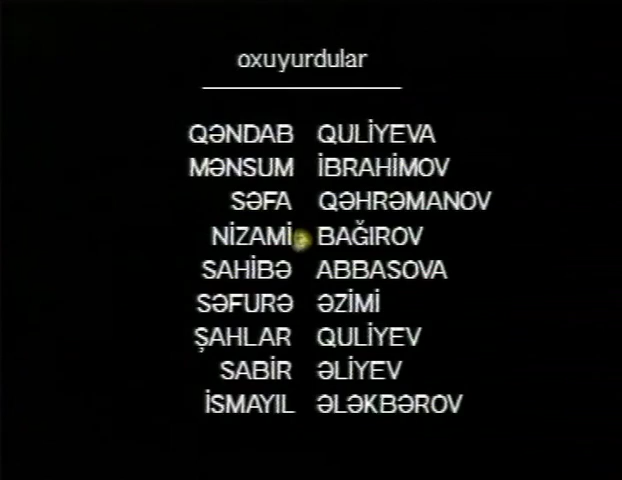 oxuyurdular
QƏNDAB QULİYEVA
MƏNSUM İBRAHİMOV
SƏFA QƏHRƏMANOV
NİZAMİ BAĞIROV
SAHİBƏ ABBASOVA
SƏFURƏ ƏZİMİ
ŞAHLAR QULİYEV
SABİR ƏLİYEV
İSMAYIL ƏLƏKBƏROV